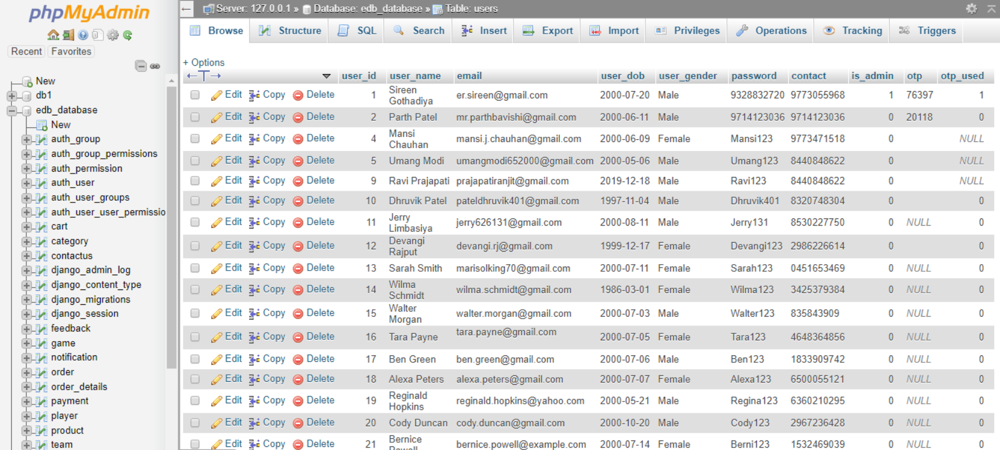 phpMyAdmin
Recent Favorites
New
db1
edb_database
New
auth_group
auth_group_permissions
auth_permission
auth_user
auth_user_groups
auth_user_user_permissio
cart
category
contactus
django_admin_log
django_content_type
django_migrations
django_session
feedback
game
notification
order
order_details
payment
player
product
team
Server: 127.0.0.1 » Database: edb_database » Table: users
Browse Structure SQL Search Insert Export Import Privileges Operations Tracking Triggers
+ Options
user_id user_name email user_dob user_gender password contact is_admin otp otp_used
Edit Copy Delete 1 Sireen Gothadiya er.sireen@gmail.com 2000-07-20 Male 9328832720 9773055968 1 76397 1
Edit Copy Delete 2 Parth Patel mr.parthbavishi@gmail.com 2000-06-11 Male 9714123036 9714123036 0 20118 0
Edit Copy Delete 4 Mansi Chauhan mansi.j.chauhan@gmail.com 2000-06-09 Female Mansi123 9773471518 0 NULL
Edit Copy Delete 5 Umang Modi umangmodi652000@gmail.com 2000-05-06 Male Umang123 8440848622 0 NULL
Edit Copy Delete 9 Ravi Prajapati prajapatiranjit@gmail.com 2019-12-18 Male Ravi123 8440848622 0 NULL
Edit Copy Delete 10 Dhruvik Patel pateldhruvik401@gmail.com 1997-11-04 Male Dhruvik401 8320748304 0 0
Edit Copy Delete 11 Jerry Limbasiya jerry626131@gmail.com 2000-08-11 Male Jerry131 8530227750 0 NULL 0
Edit Copy Delete 12 Devangi Rajput devangi.rj@gmail.com 1999-12-17 Female Devangi123 2986226614 0 0
Edit Copy Delete 13 Sarah Smith marisolking70@gmail.com 2000-07-11 Female Sarah123 0451653469 0 NULL 0
Edit Copy Delete 14 Wilma Schmidt wilma.schmidt@gmail.com 1986-03-01 Female Wilma123 3425379384 0 NULL 0
Edit Copy Delete 15 Walter Morgan walter.morgan@gmail.com 2000-07-03 Male Walter123 835843909 0 NULL 0
Edit Copy Delete 16 Tara Payne tara.payne@gmail.com 2000-07-05 Female Tara123 4648364856 0 NULL 0
Edit Copy Delete 17 Ben Green ben.green@gmail.com 2000-07-06 Male Ben123 1833909742 0 NULL 0
Edit Copy Delete 18 Alexa Peters alexa.peters@gmail.com 2000-07-07 Female Alexa123 6500055121 0 NULL 0
Edit Copy Delete 19 Reginald Hopkins reginald.hopkins@yahoo.com 2000-05-21 Male Regina123 6360210295 0 NULL 0
Edit Copy Delete 20 Cody Duncan cody.duncan@gmail.com 2000-10-20 Male Cody123 2967236428 0 NULL 0
Edit Copy Delete 21 Bernice Powell bernice.powell@example.com 2000-07-14 Female Berni123 1532469039 0 NULL 0